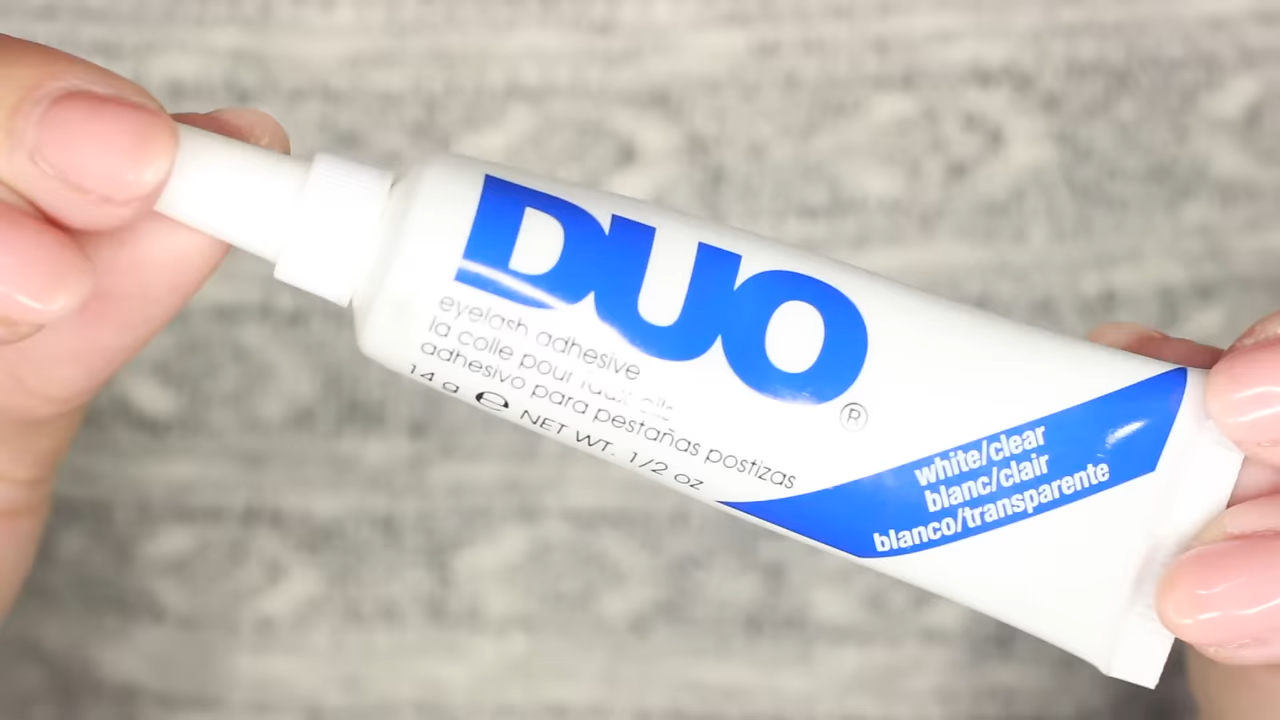 DUO®
eyelash adhesive
la colle pour
adhesivo para pestañas postizas
14 g ℮ NET WT. 1/2 oz
white/clear
blanc/clair
blanco/transparente